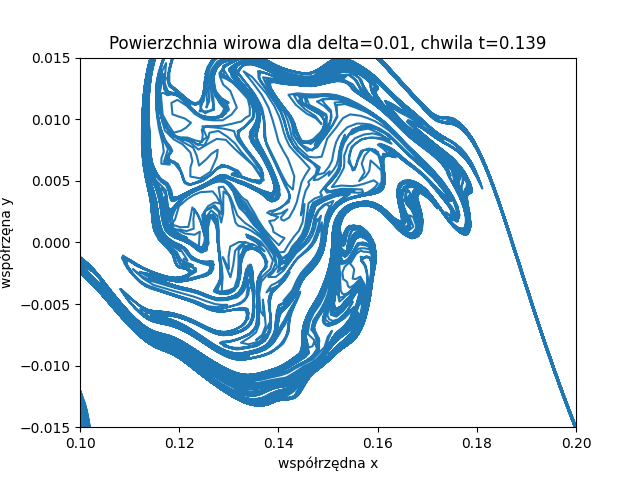 Powierzchnia wirowa dla delta=0.01, chwila t=0.139
0.015
0.010
0.005
0.000
−0.005
−0.010
−0.015
współrzęna y
0.10 0.12 0.14 0.16 0.18 0.20
współrzędna x